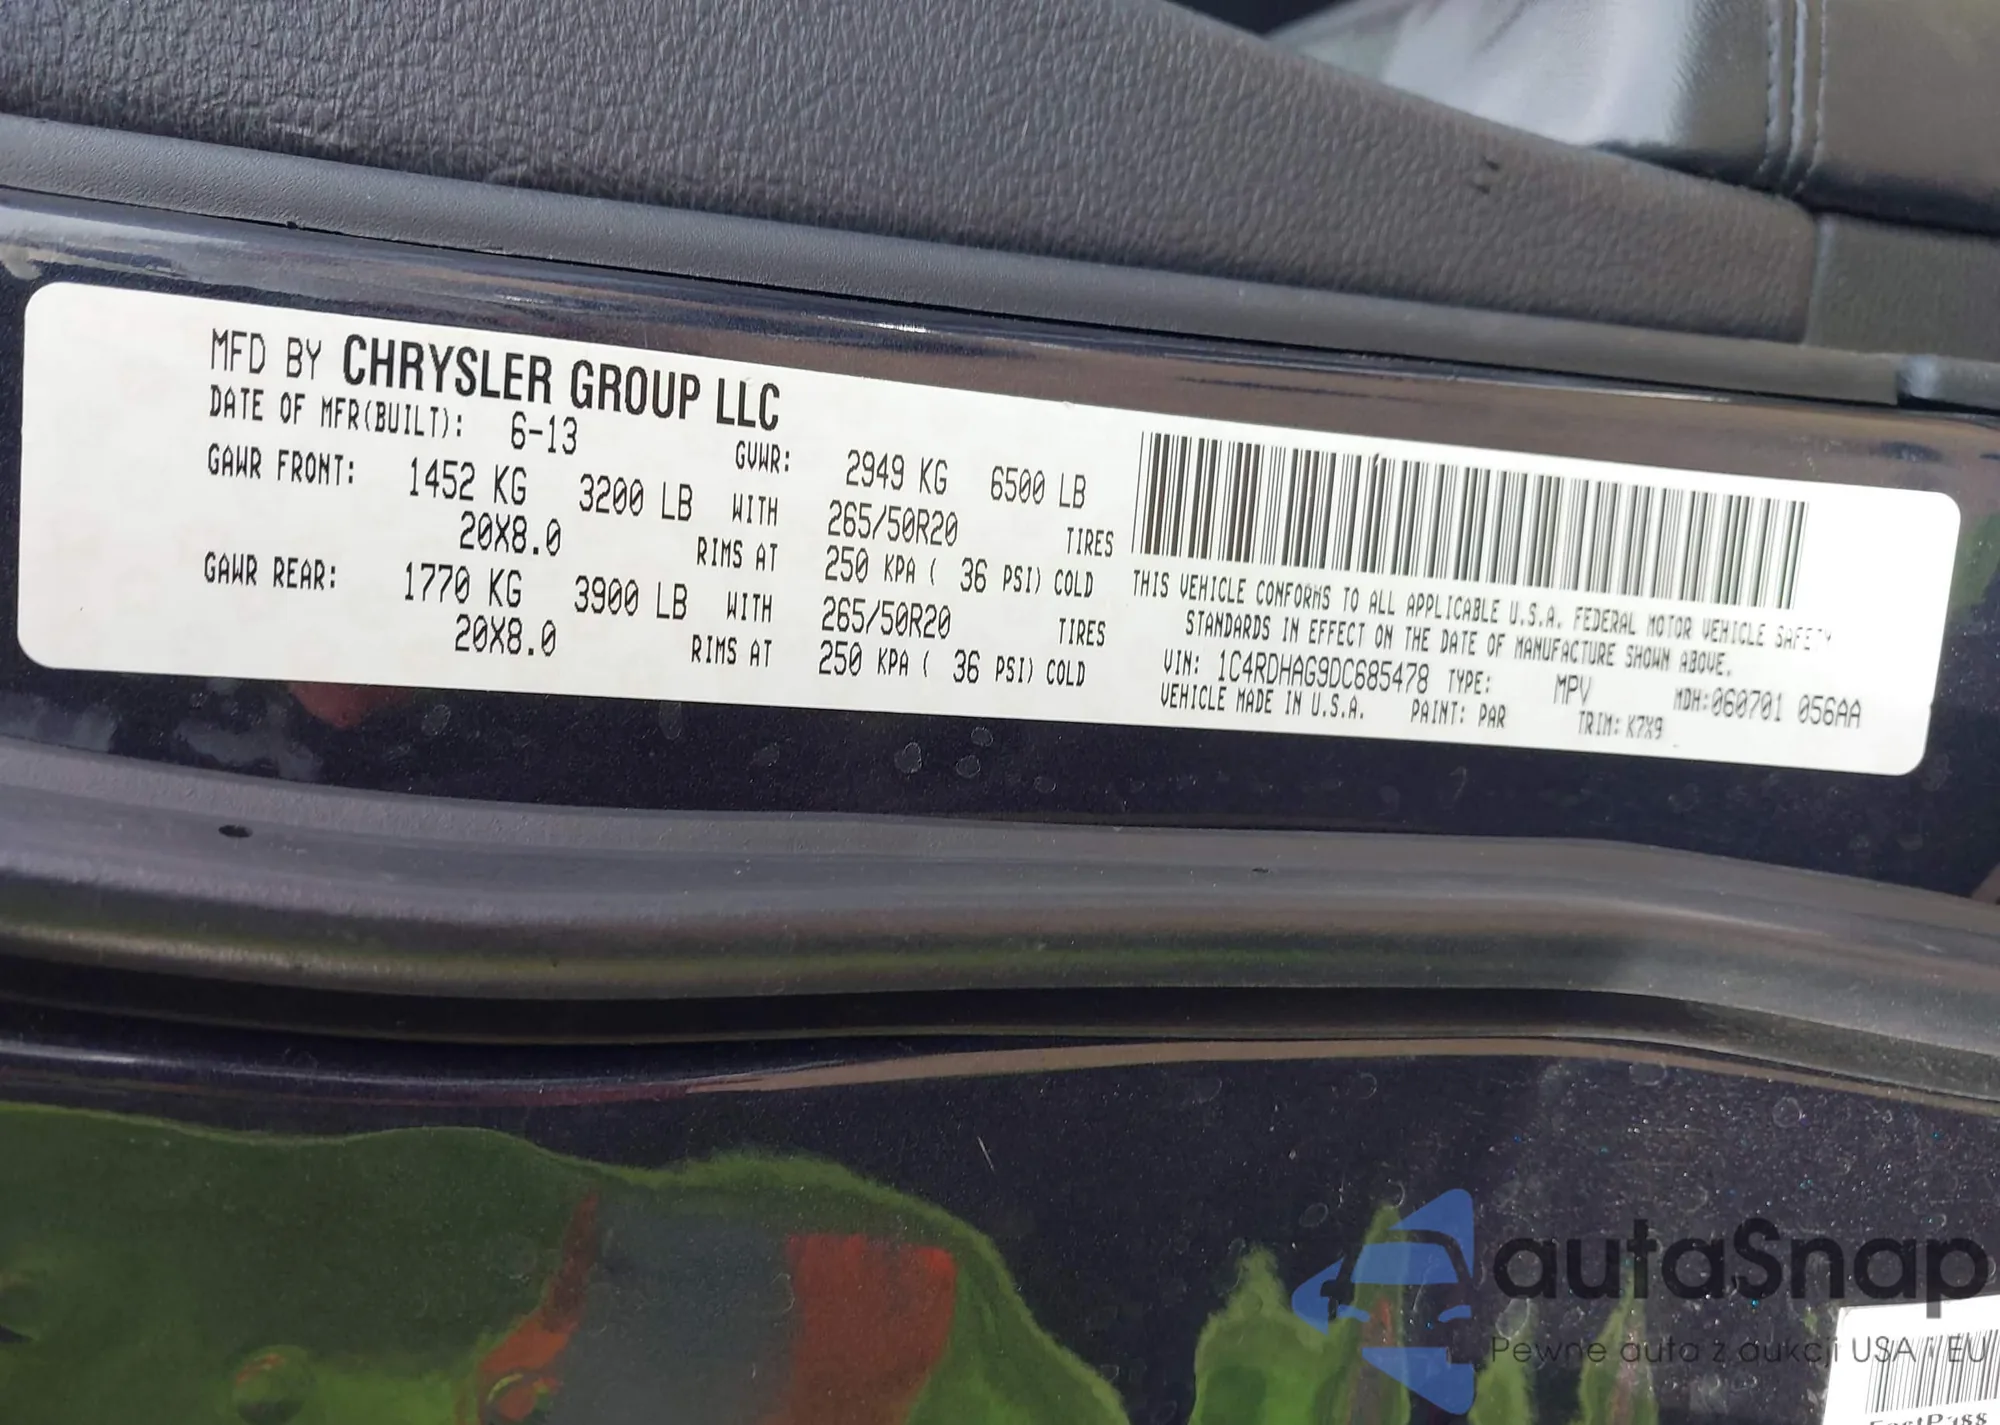 MFD BY CHRYSLER GROUP LLC
DATE OF MFR(BUILT): 6-13 GVWR: 2949 KG 6500 LB
GAWR FRONT: 1452 KG 3200 LB WITH 265/50R20 TIRES
20X8.0 RIMS AT 250 KPA ( 36 PSI) COLD
GAWR REAR: 1770 KG 3900 LB WITH 265/50R20 TIRES
20X8.0 RIMS AT 250 KPA ( 36 PSI) COLD
THIS VEHICLE CONFORMS TO ALL APPLICABLE U.S.A. FEDERAL MOTOR VEHICLE SAFETY
STANDARDS IN EFFECT ON THE DATE OF MANUFACTURE SHOWN ABOVE.
VIN: 1C4RDHAG9DC685478 TYPE: MPV MDH:060701 056AA
VEHICLE MADE IN U.S.A. PAINT: PAR TRIM: K7X9
autaSnap
Pewne auta z aukcji USA i EU